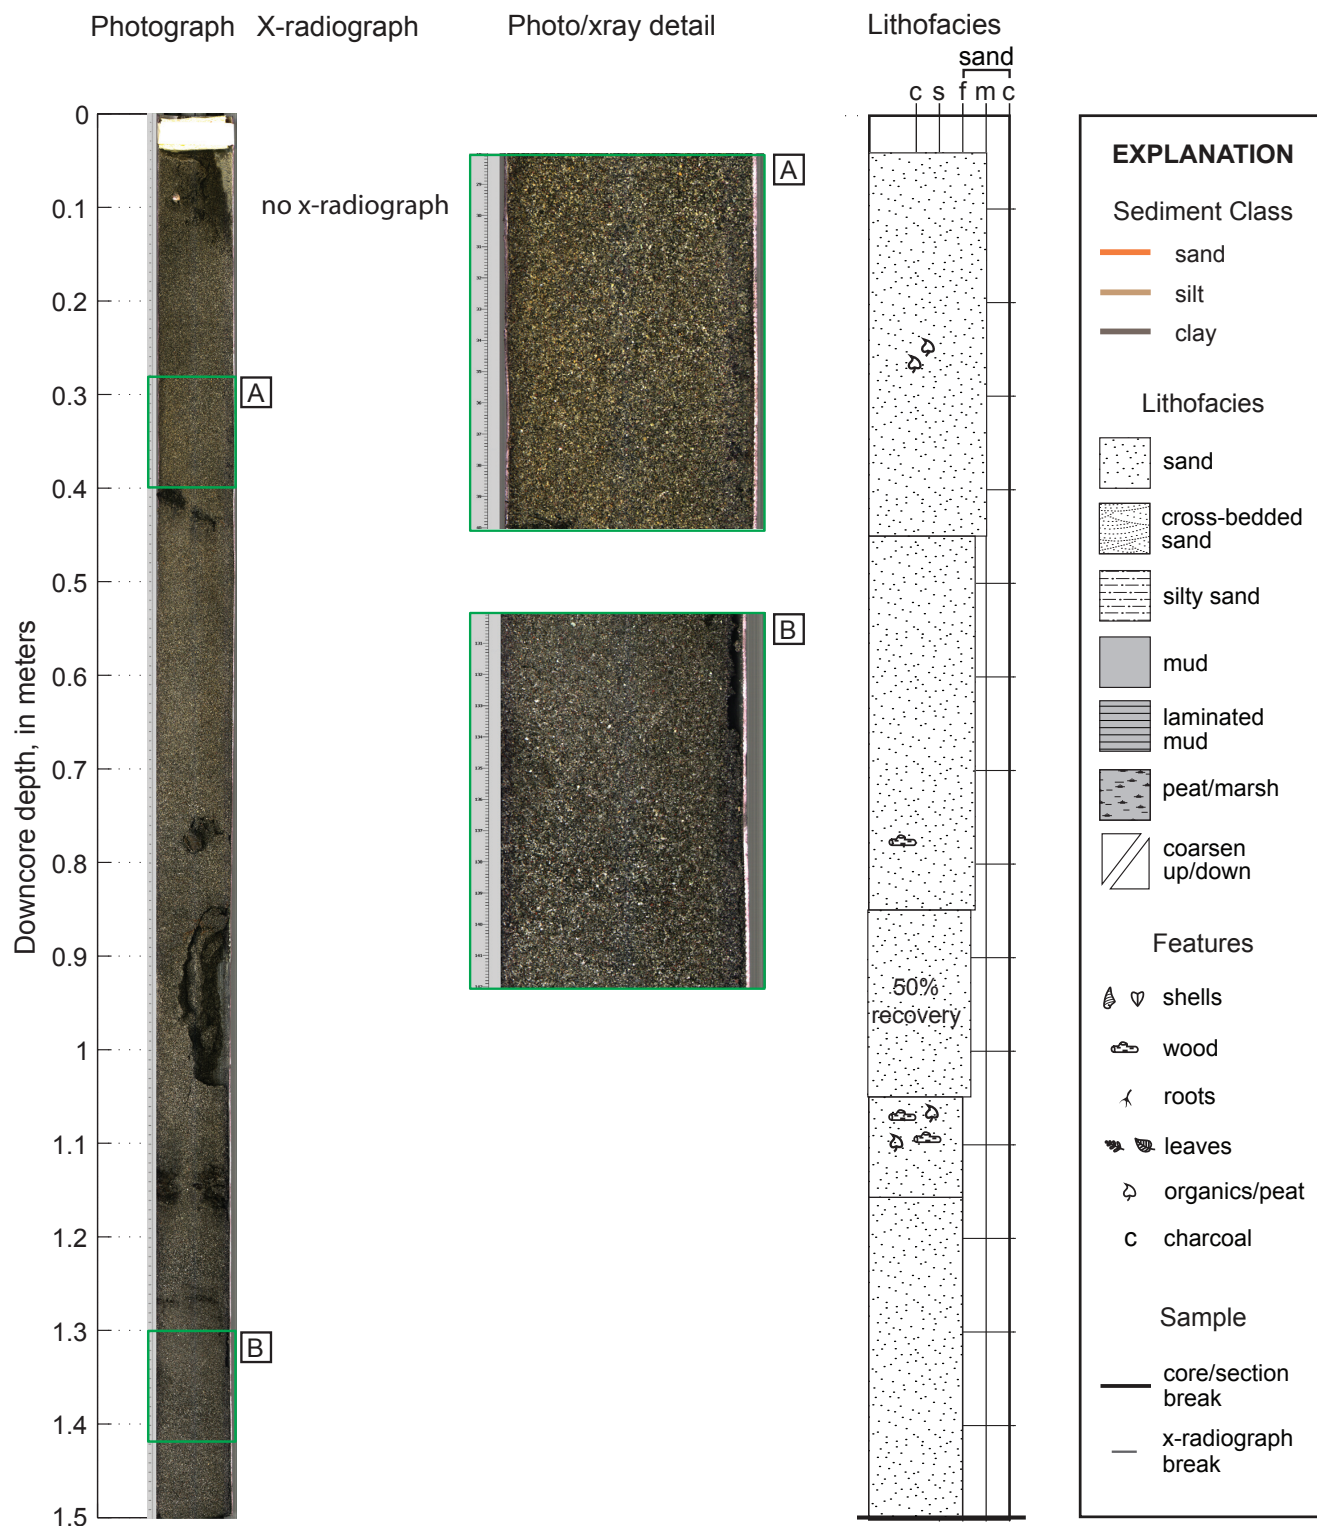 Photograph
X-radiograph
Photo/xray detail
Lithofacies
sand
c s f m c
Downcore depth, in meters
0
0.1
0.2
0.3
0.4
0.5
0.6
0.7
0.8
0.9
1
1.1
1.2
1.3
1.4
1.5
A
B
no x-radiograph
A
B
50%
recovery
EXPLANATION
Sediment Class
sand
silt
clay
Lithofacies
sand
cross-bedded
sand
silty sand
mud
laminated
mud
peat/marsh
coarsen
up/down
Features
shells
wood
roots
leaves
organics/peat
c charcoal
Sample
core/section
break
x-radiograph
break